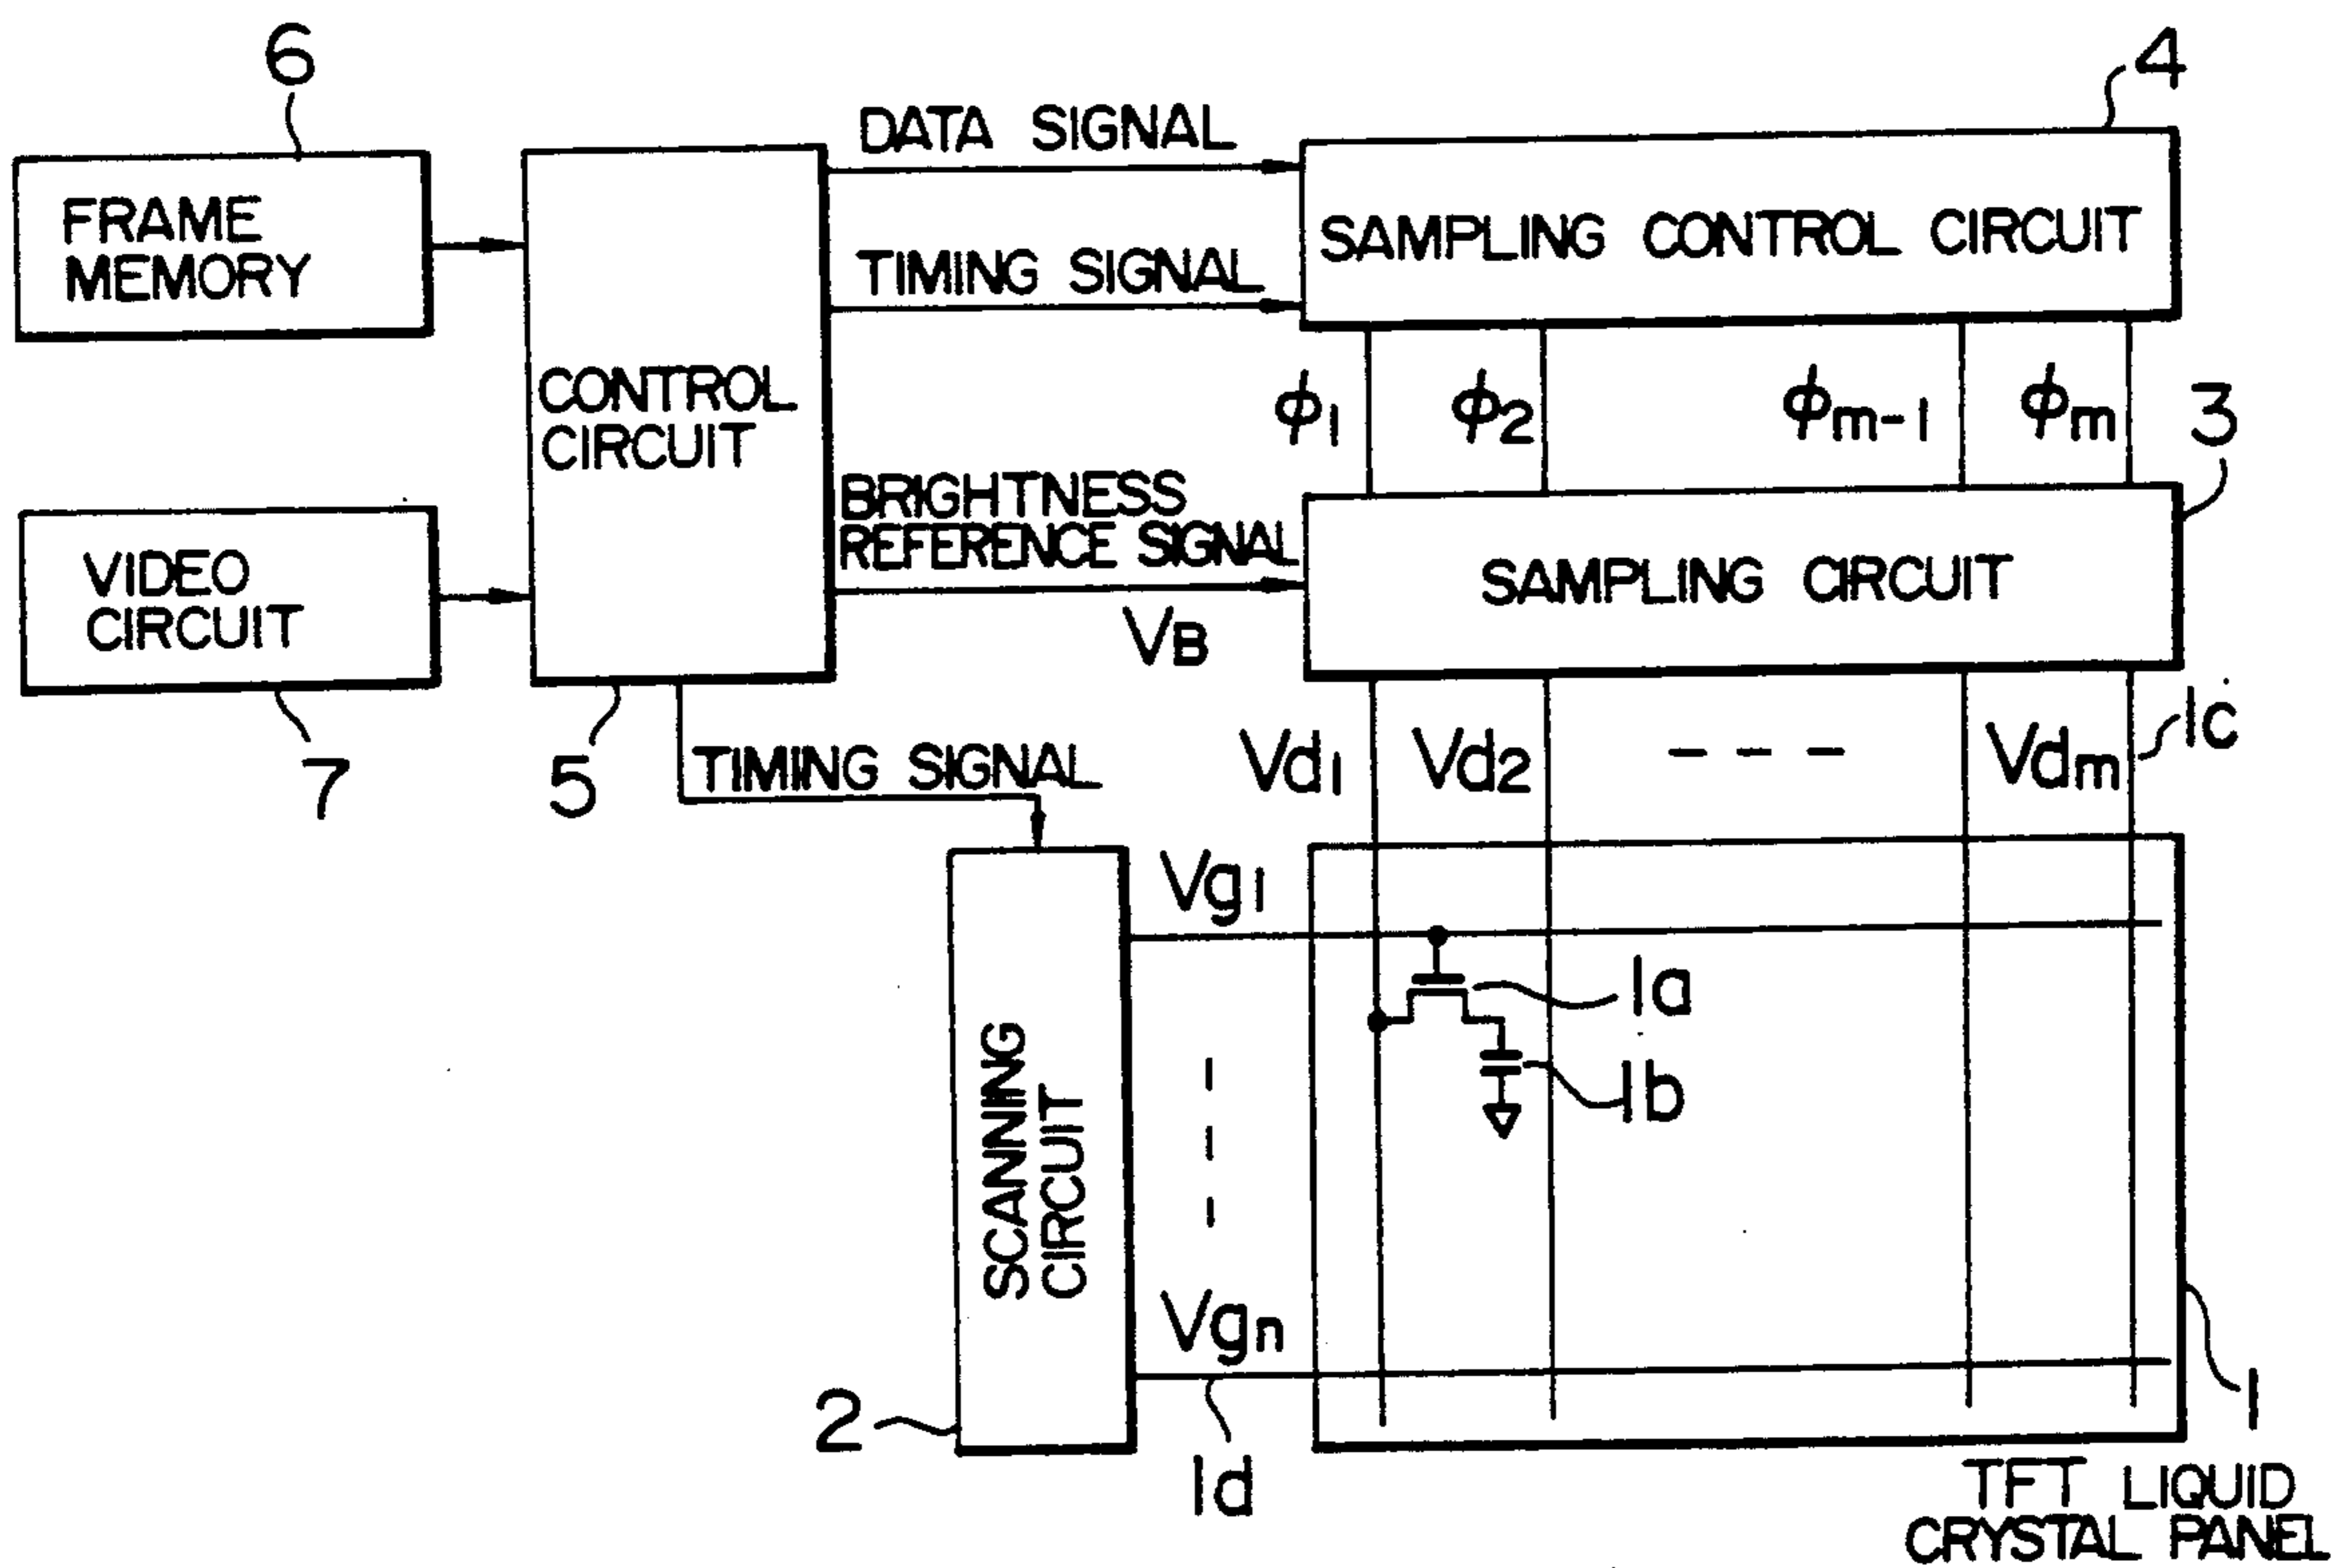 6
4
DATA SIGNAL
FRAME
MEMORY
SAMPLING CONTROL CIRCUIT
TIMING SIGNAL
CONTROL
CIRCUIT
ϕ1
ϕ2
ϕm-1
ϕm
3
BRIGHTNESS
REFERENCE SIGNAL
VB
VIDEO
CIRCUIT
SAMPLING CIRCUIT
7
5
TIMING SIGNAL
Vd1
Vd2
- - -
Vdm
1c
Vg1
1a
1b
SCANNING
CIRCUIT
Vgn
2
1d
1
TFT LIQUID
CRYSTAL PANEL